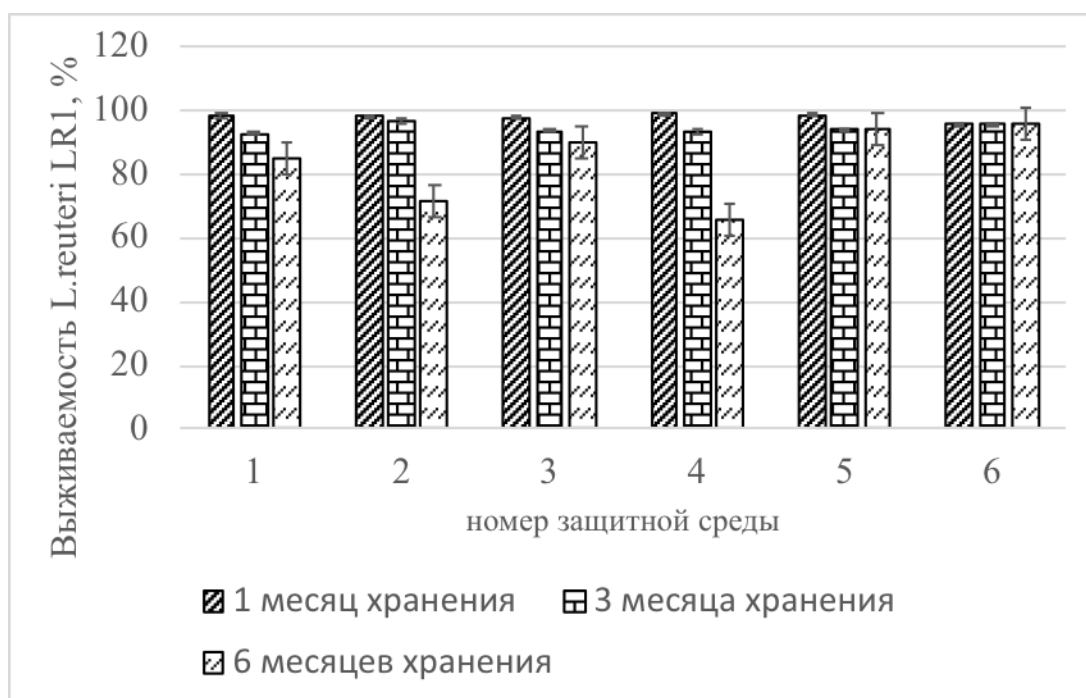 Выживаемость L.reuteri LR1, %
120
100
80
60
40
20
0
1 2 3 4 5 6
номер защитной среды
1 месяц хранения 3 месяца хранения
6 месяцев хранения